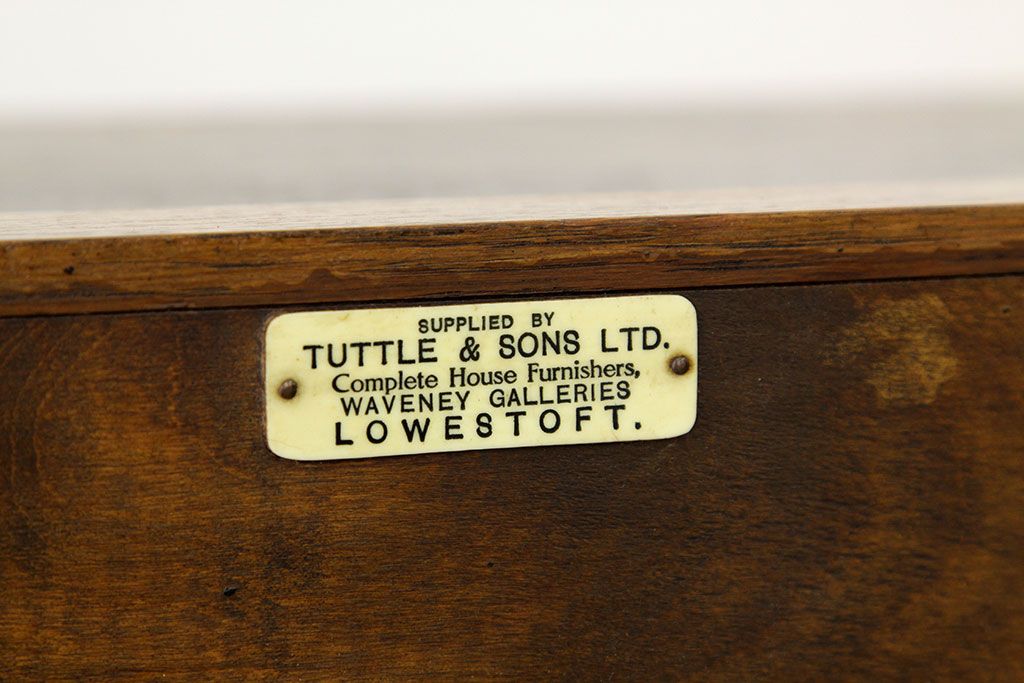 SUPPLIED BY
TUTTLE & SONS LTD.
Complete House Furnishers,
WAVENEY GALLERIES
LOWESTOFT.